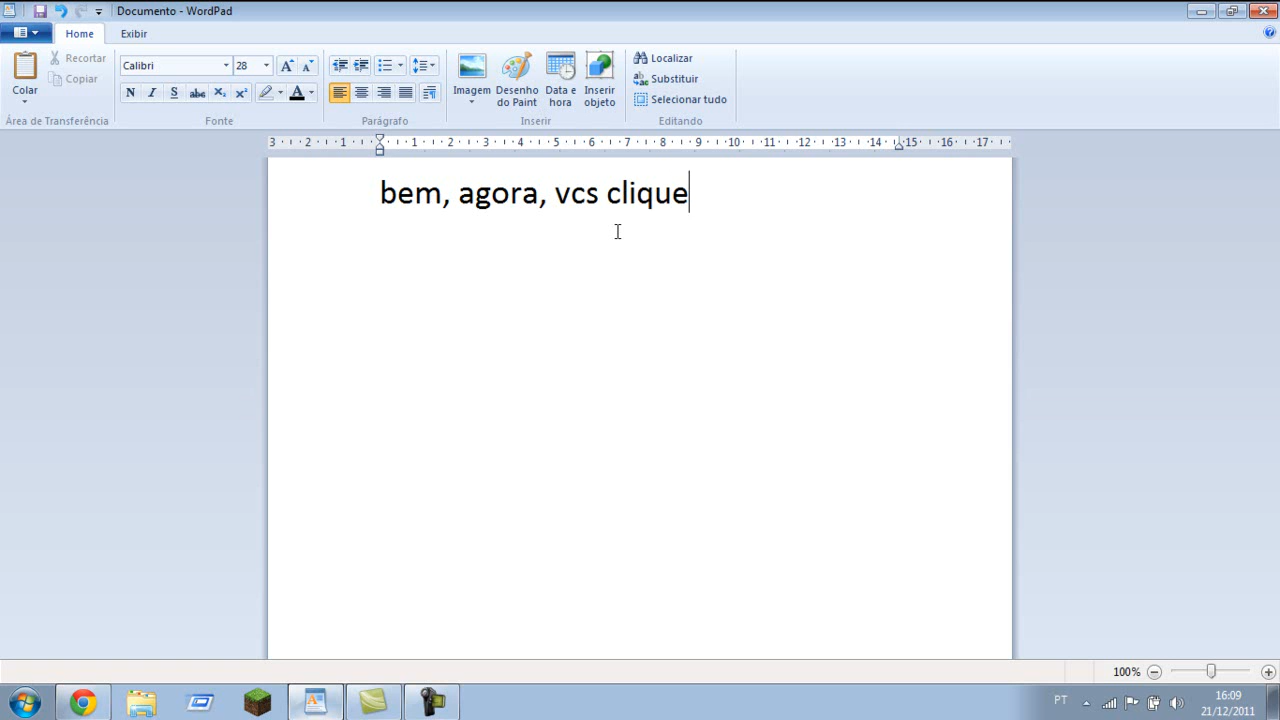 Documento - WordPad
Home Exibir
Colar
Recortar
Copiar
Área de Transferência
Calibri 28
N I S abc X₂ X² A
Fonte
Parágrafo
Imagem
Desenho do Paint
Data e hora
Inserir objeto
Inserir
Localizar
Substituir
Selecionar tudo
Editando
3 2 1 1 2 3 4 5 6 7 8 9 10 11 12 13 14 15 16 17
bem, agora, vcs clique
100%
PT
16:09
21/12/2011